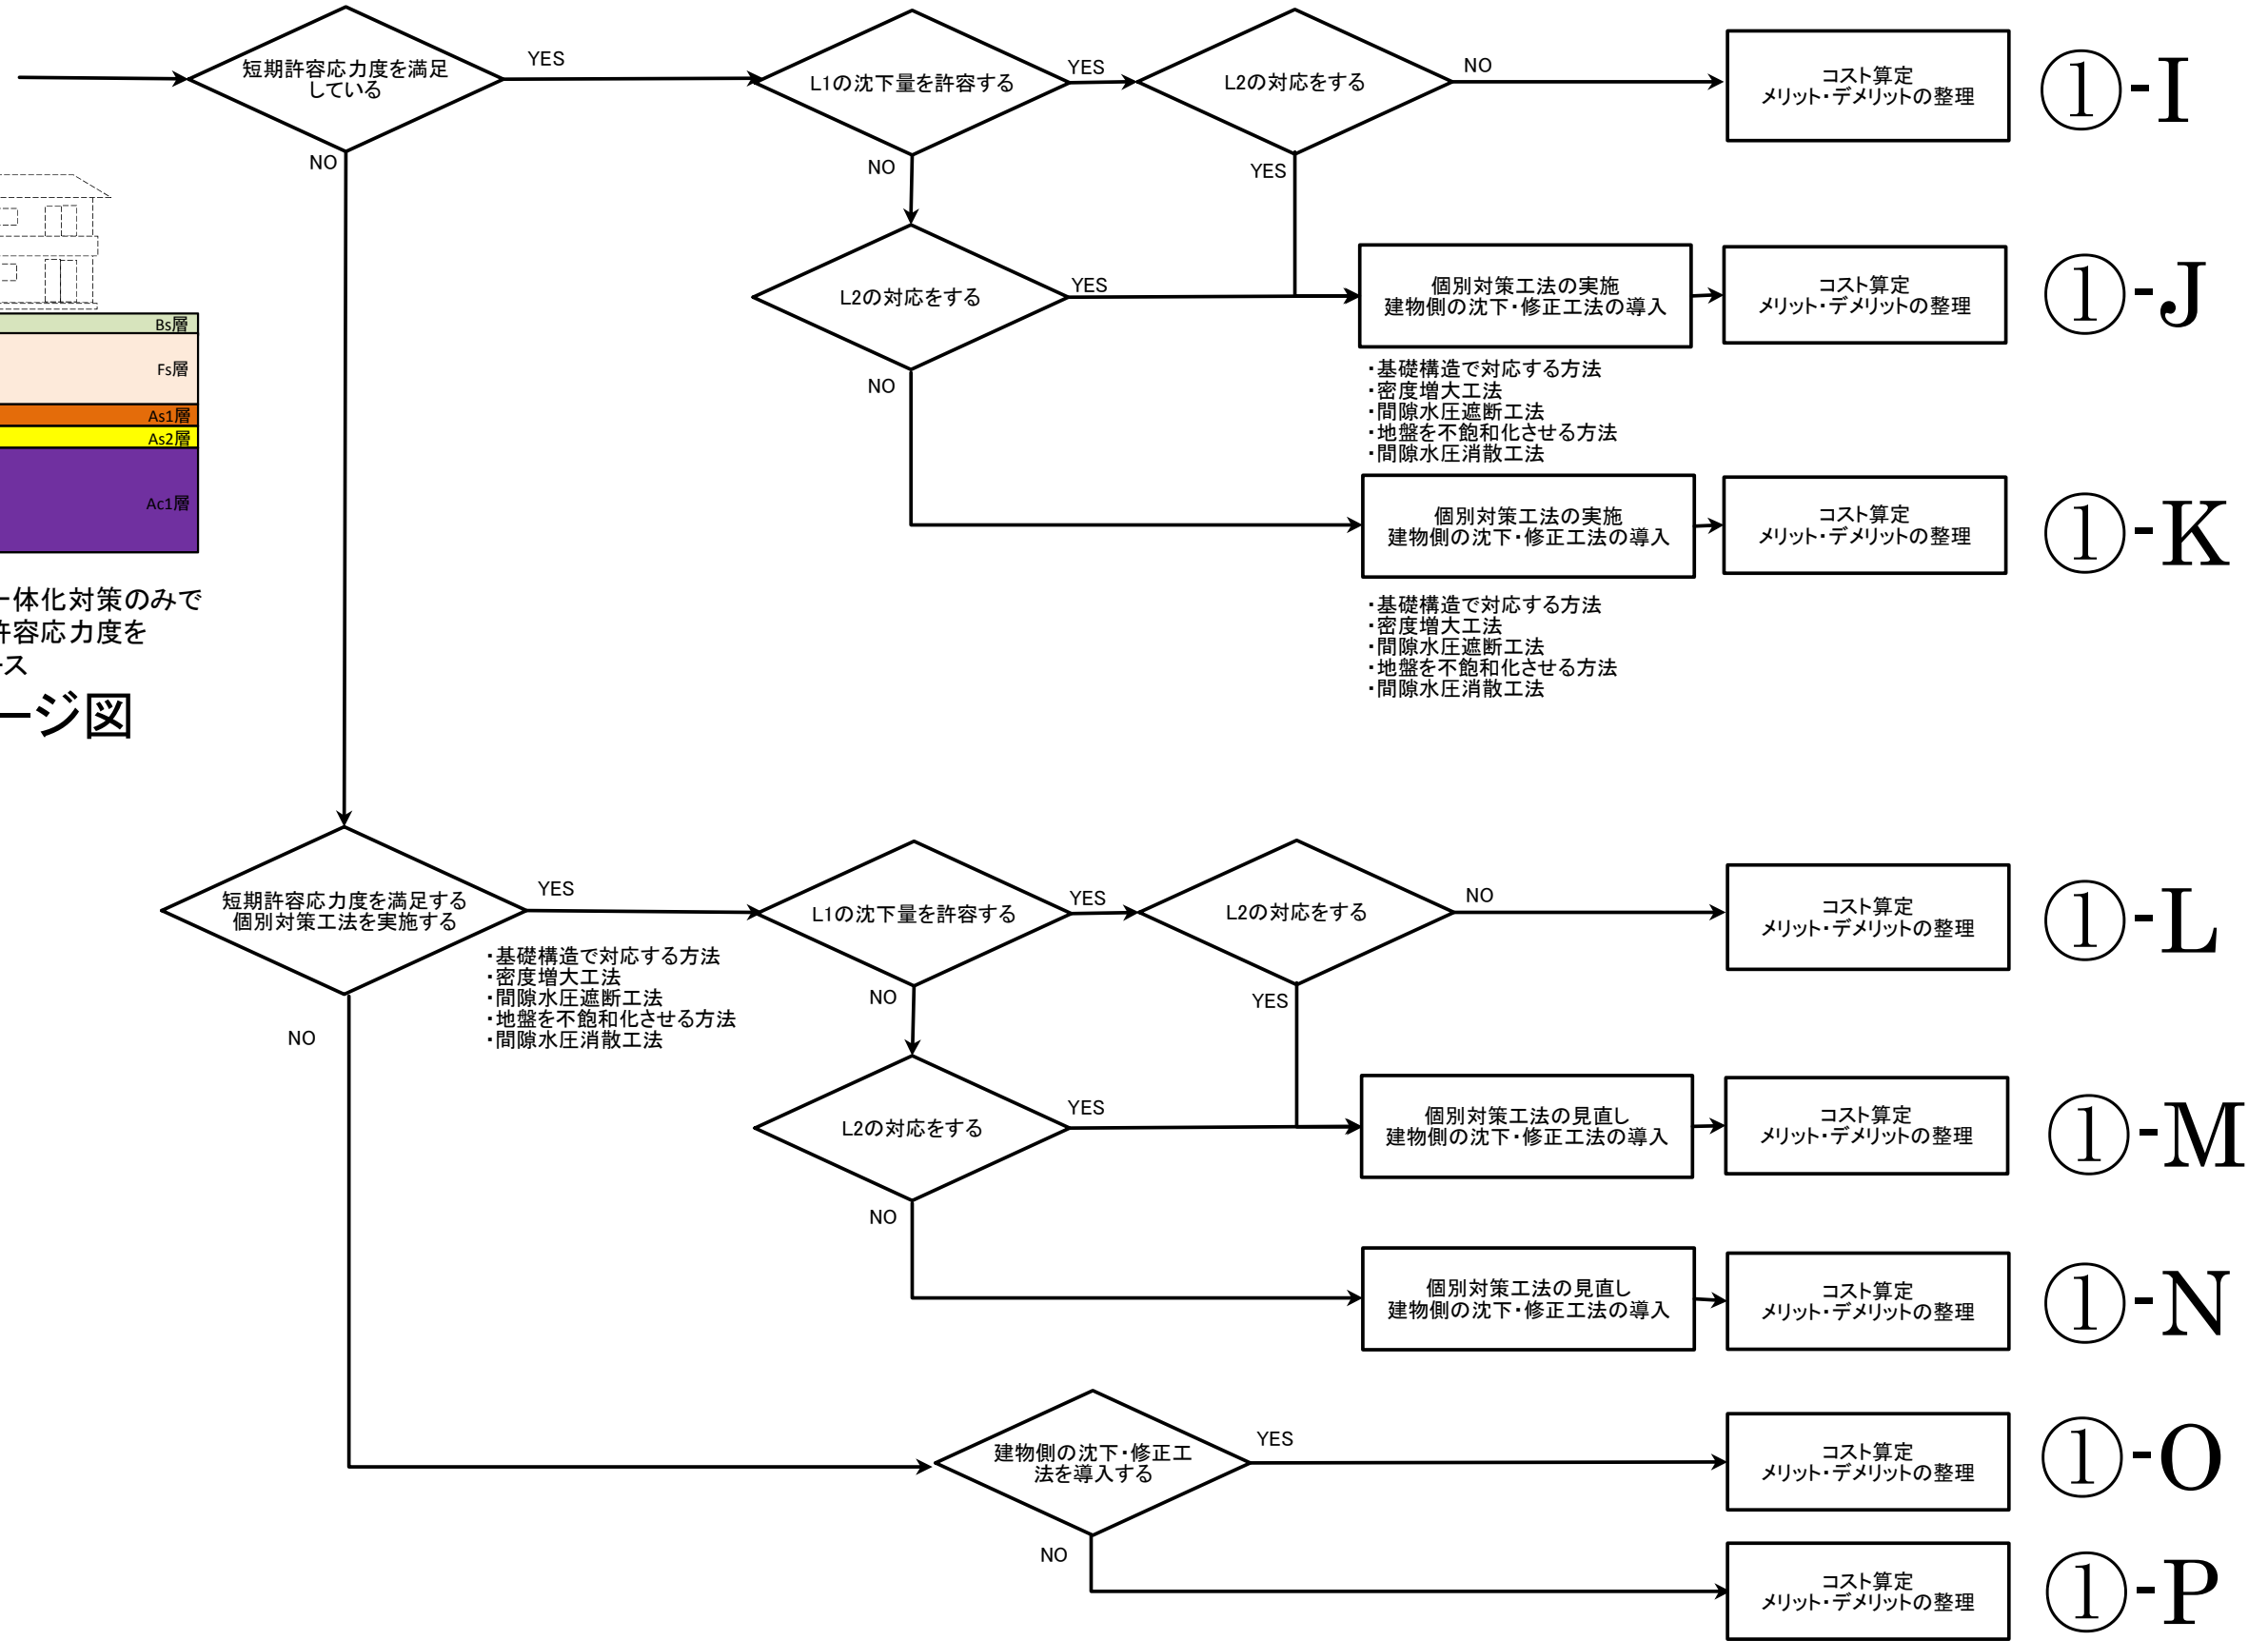 短期許容応力度を満足
している
YES
NO
L1の沈下量を許容する
YES
NO
L2の対応をする
NO
YES
コスト算定
メリット・デメリットの整理
①-I
L2の対応をする
YES
NO
個別対策工法の実施
建物側の沈下・修正工法の導入
・基礎構造で対応する方法
・密度増大工法
・間隙水圧遮断工法
・地盤を不飽和化させる方法
・間隙水圧消散工法
コスト算定
メリット・デメリットの整理
①-J
個別対策工法の実施
建物側の沈下・修正工法の導入
・基礎構造で対応する方法
・密度増大工法
・間隙水圧遮断工法
・地盤を不飽和化させる方法
・間隙水圧消散工法
コスト算定
メリット・デメリットの整理
①-K
Bs層
Fs層
As1層
As2層
Ac1層
一体化対策のみで
許容応力度を
ース
ージ図
短期許容応力度を満足する
個別対策工法を実施する
YES
NO
・基礎構造で対応する方法
・密度増大工法
・間隙水圧遮断工法
・地盤を不飽和化させる方法
・間隙水圧消散工法
L1の沈下量を許容する
YES
NO
L2の対応をする
NO
YES
コスト算定
メリット・デメリットの整理
①-L
L2の対応をする
YES
NO
個別対策工法の見直し
建物側の沈下・修正工法の導入
コスト算定
メリット・デメリットの整理
①-M
個別対策工法の見直し
建物側の沈下・修正工法の導入
コスト算定
メリット・デメリットの整理
①-N
建物側の沈下・修正工
法を導入する
YES
NO
コスト算定
メリット・デメリットの整理
①-O
コスト算定
メリット・デメリットの整理
①-P